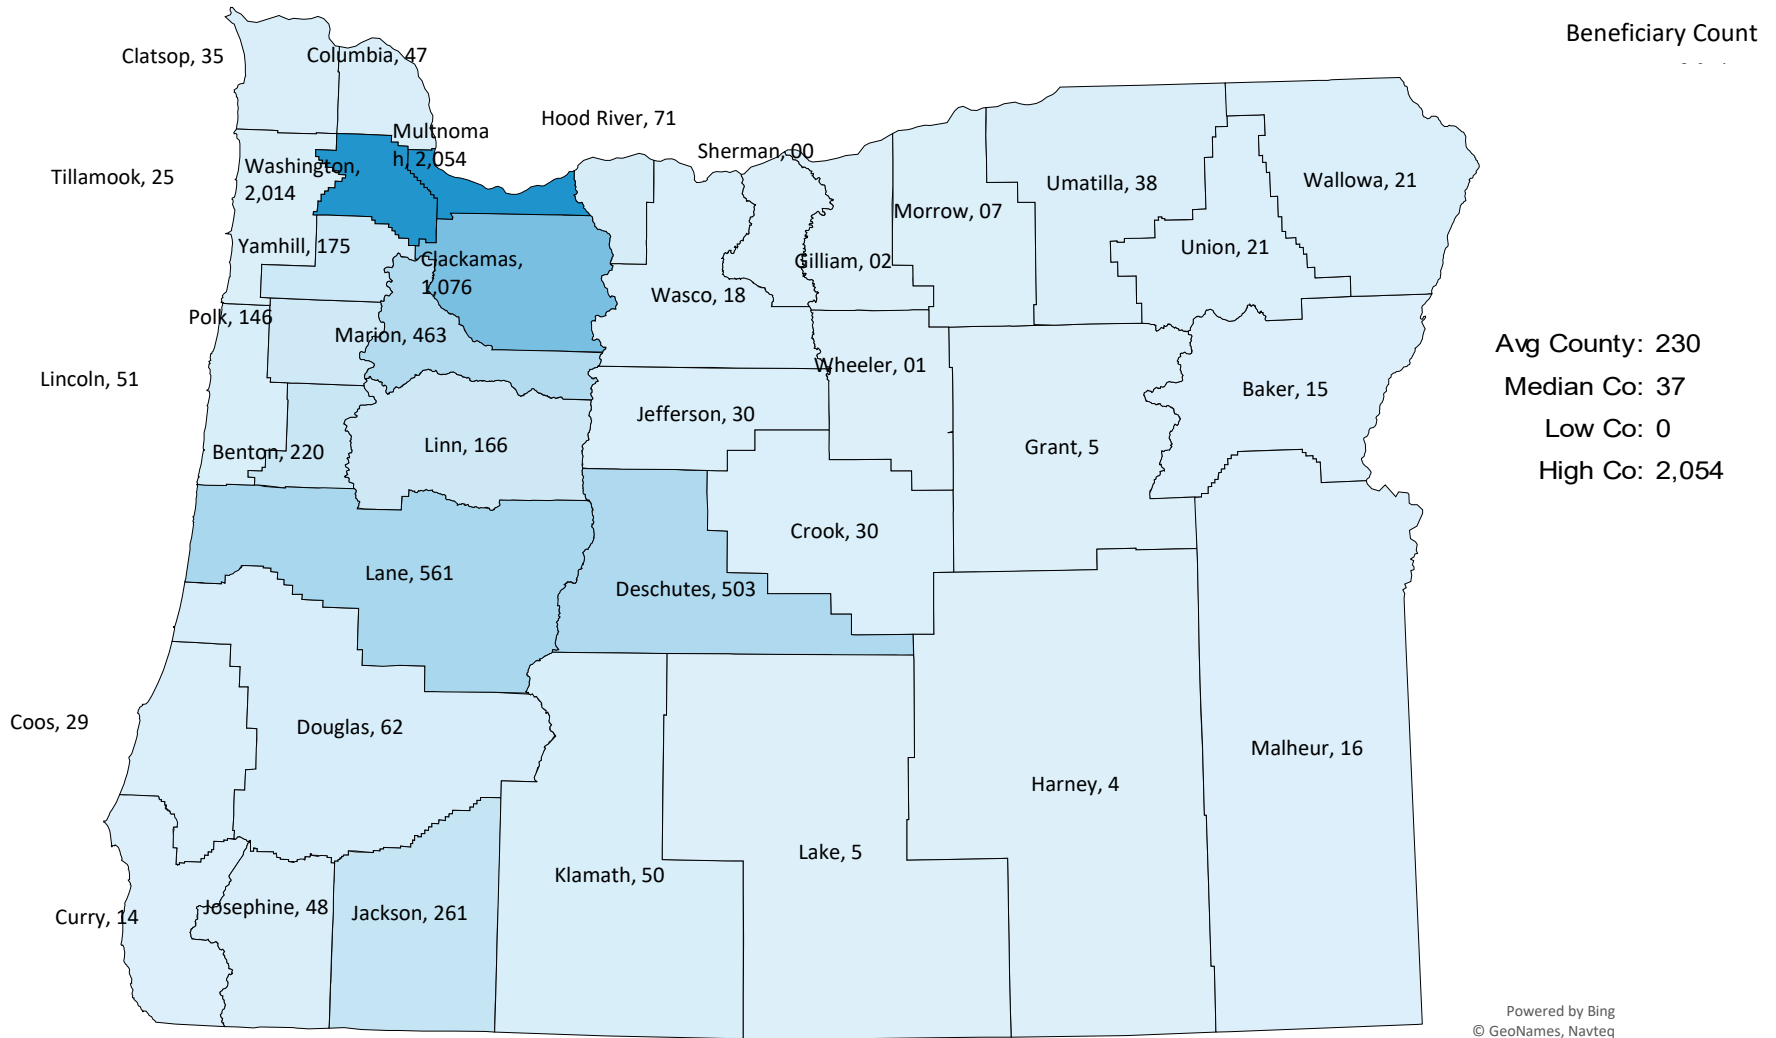 Beneficiary Count
Clatsop, 35
Columbia, 47
Hood River, 71
Multnoma
h, 2,054
Sherman, 00
Washington,
2,014
Tillamook, 25
Umatilla, 38
Wallowa, 21
Morrow, 07
Yamhill, 175
Union, 21
Clackamas,
1,076
Gilliam, 02
Wasco, 18
Polk, 146
Marion, 463
Wheeler, 01
Lincoln, 51
Baker, 15
Jefferson, 30
Benton, 220
Linn, 166
Grant, 5
Crook, 30
Lane, 561
Deschutes, 503
Coos, 29
Douglas, 62
Malheur, 16
Harney, 4
Lake, 5
Klamath, 50
Curry, 14
Josephine, 48
Jackson, 261
Avg County: 230
Median Co: 37
Low Co: 0
High Co: 2,054
Powered by Bing
© GeoNames, Navteq